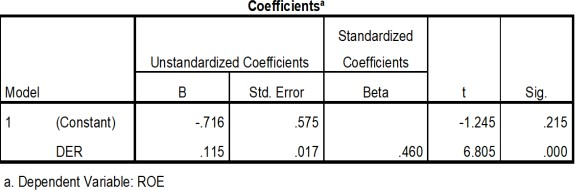 Coefficientsa
Model Unstandardized Coefficients Standardized Coefficients t Sig.
B Std. Error Beta
1 (Constant) -.716 .575 -1.245 .215
DER .115 .017 .460 6.805 .000
a. Dependent Variable: ROE